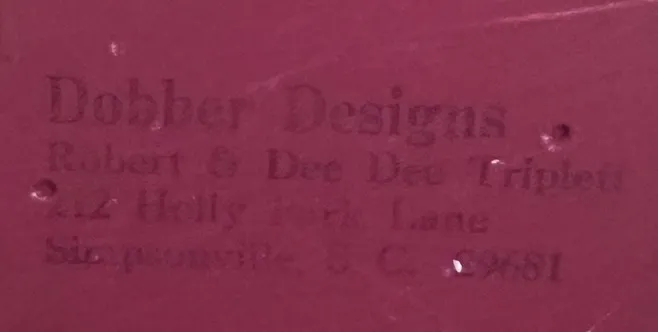 Dobber Designs
Robert & Dee Dee Triplett
212 Holly Park Lane
Simpsonville, S C. 29681